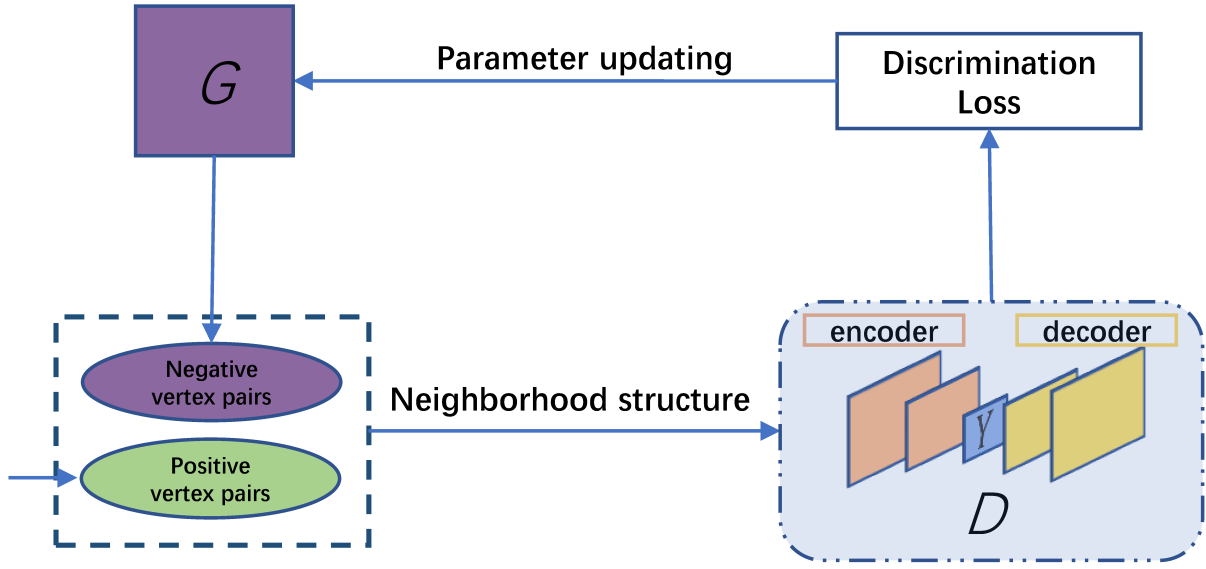 G
Parameter updating
Discrimination
Loss
Negative
vertex pairs
Positive
vertex pairs
Neighborhood structure
encoder
decoder
Y
D